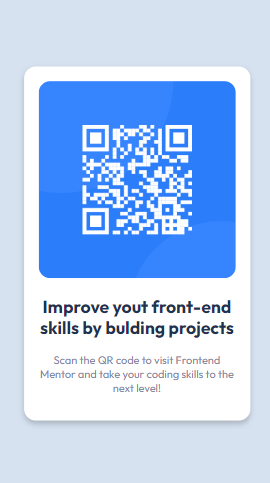 Improve yout front-end
skills by bulding projects
Scan the QR code to visit Frontend
Mentor and take your coding skills to the
next level!